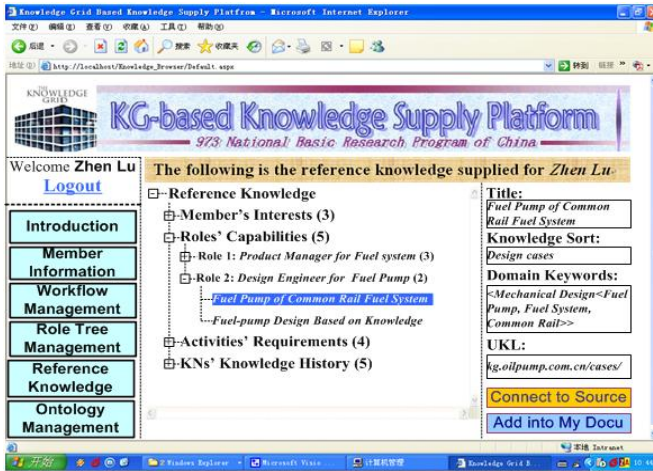 Knowledge Grid Based Knowledge Supply Platfrom - Microsoft Internet Explorer
文件(F) 编辑(E) 查看(V) 收藏(A) 工具(T) 帮助(H)
后退 搜索 收藏夹
地址(D) http://localhost/Knowledge_Browser/Default.aspx 转到 链接 »
THE
KNOWLEDGE
GRID
KG-based Knowledge Supply Platform
973 National Basic Research Program of China
Welcome Zhen Lu
Logout
The following is the reference knowledge supplied for Zhen Lu.
Introduction
Member
Information
Workflow
Management
Role Tree
Management
Reference
Knowledge
Ontology
Management
Reference Knowledge
Member's Interests (3)
Roles' Capabilities (5)
Role 1: Product Manager for Fuel system (3)
Role 2: Design Engineer for Fuel Pump (2)
Fuel Pump of Common Rail Fuel System
Fuel-pump Design Based on Knowledge
Activities' Requirements (4)
KNs' Knowledge History (5)
Title:
Fuel Pump of Common
Rail Fuel System
Knowledge Sort:
Design cases
Domain Keywords:
<Mechanical Design<Fuel
Pump, Fuel System,
Common Rail>>
UKL:
kg.oilpump.com.cn/cases/
Connect to Source
Add into My Docu
本地 Intranet
开始 2 Windows Explorer Microsoft Visio ... 计算机管理 Knowledge Grid B...